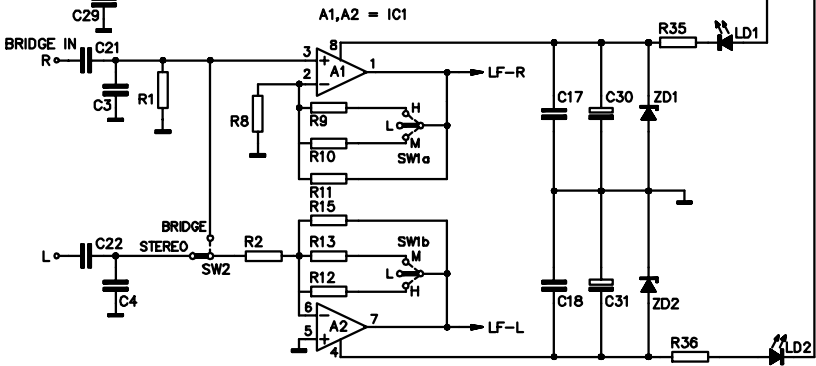 C29
A1,A2 = IC1
BRIDGE IN
R
C21
C3
R1
3
+
2
−
8
A1
1
LF-R
R35
LD1
R8
R9
H
L
R10
M
SW1a
R11
C17
C30
ZD1
R15
L
C22
STEREO
BRIDGE
SW2
R2
C4
R13
SW1b
M
L
R12
H
6
−
5
+
A2
7
4
LF-L
C18
C31
ZD2
R36
LD2